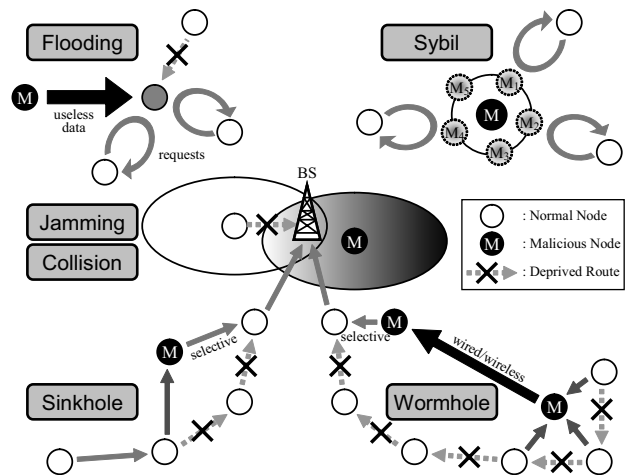 Flooding
Sybil
M
useless
data
requests
M₅
M₁
M
M₄
M₂
M₃
BS
Jamming
Collision
M
: Normal Node
M : Malicious Node
: Deprived Route
M
selective
selective
M
wired/wireless
Sinkhole
Wormhole
M